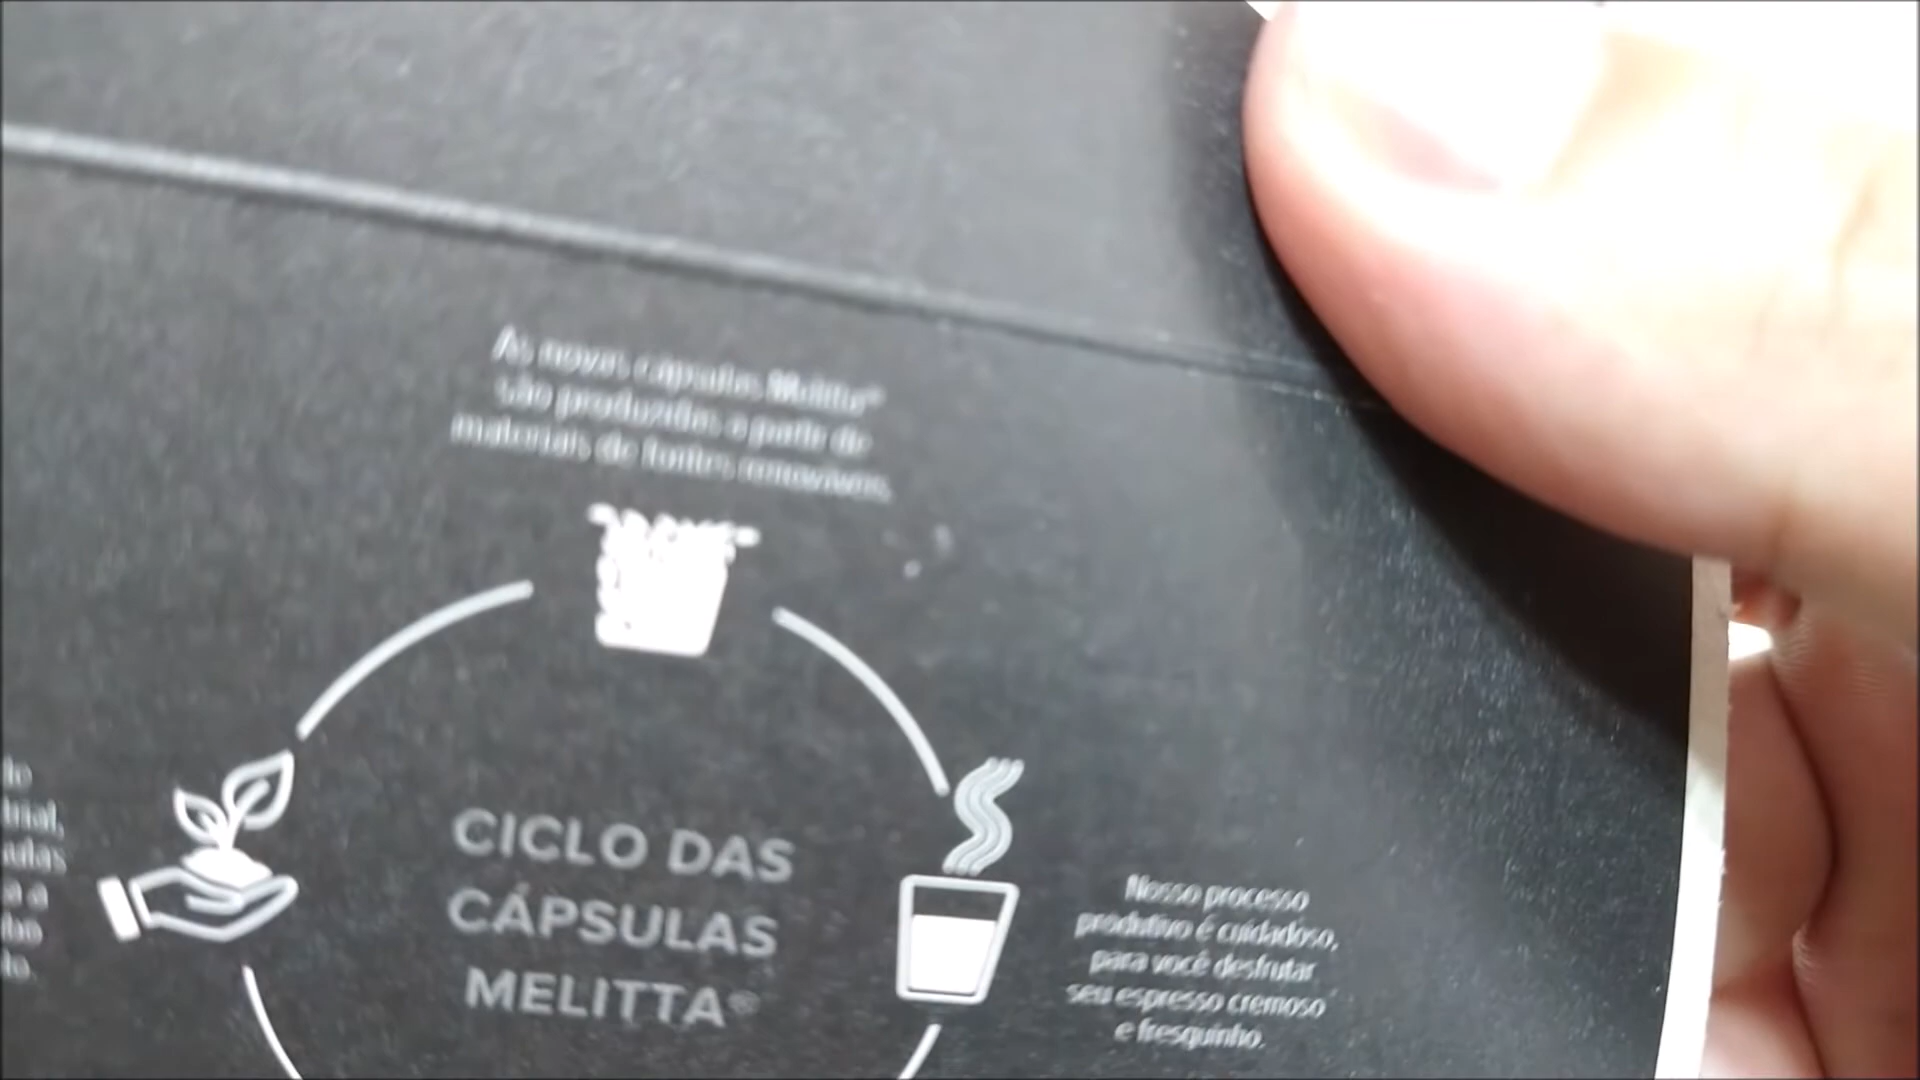 As novas cápsulas Melitta®
são produzidas a partir de
materiais de fontes renováveis.
CICLO DAS
CÁPSULAS
MELITTA®
Nosso processo
produtivo é cuidadoso,
para você desfrutar
seu espresso cremoso
e fresquinho.